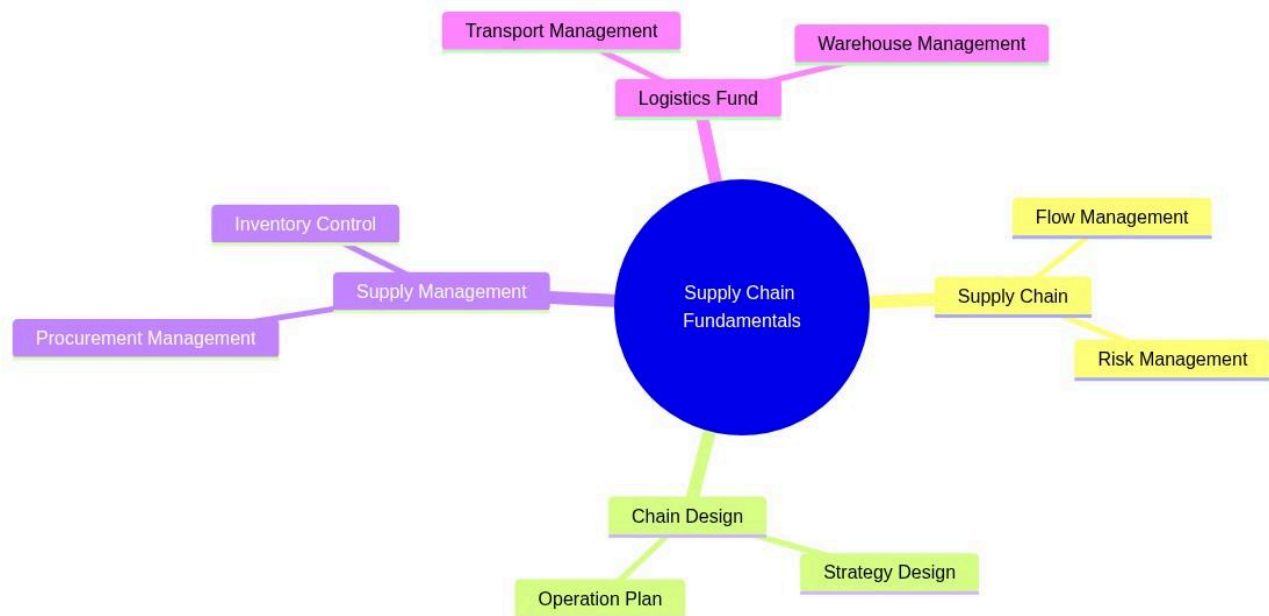 Transport Management
Warehouse Management
Logistics Fund
Inventory Control
Flow Management
Supply Management
Supply Chain
Fundamentals
Supply Chain
Procurement Management
Risk Management
Chain Design
Strategy Design
Operation Plan